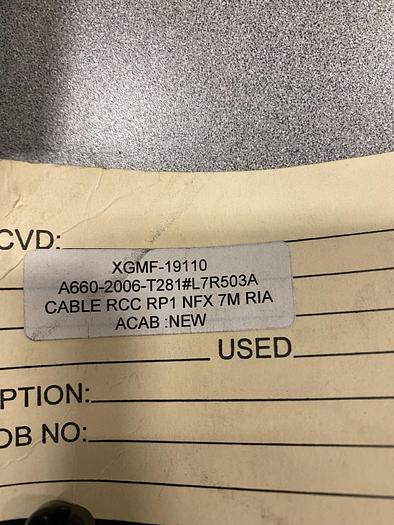 CVD:
XGMF-19110
A660-2006-T281#L7R503A
CABLE RCC RP1 NFX 7M RIA
ACAB :NEW
USED
PTION:
OB NO: